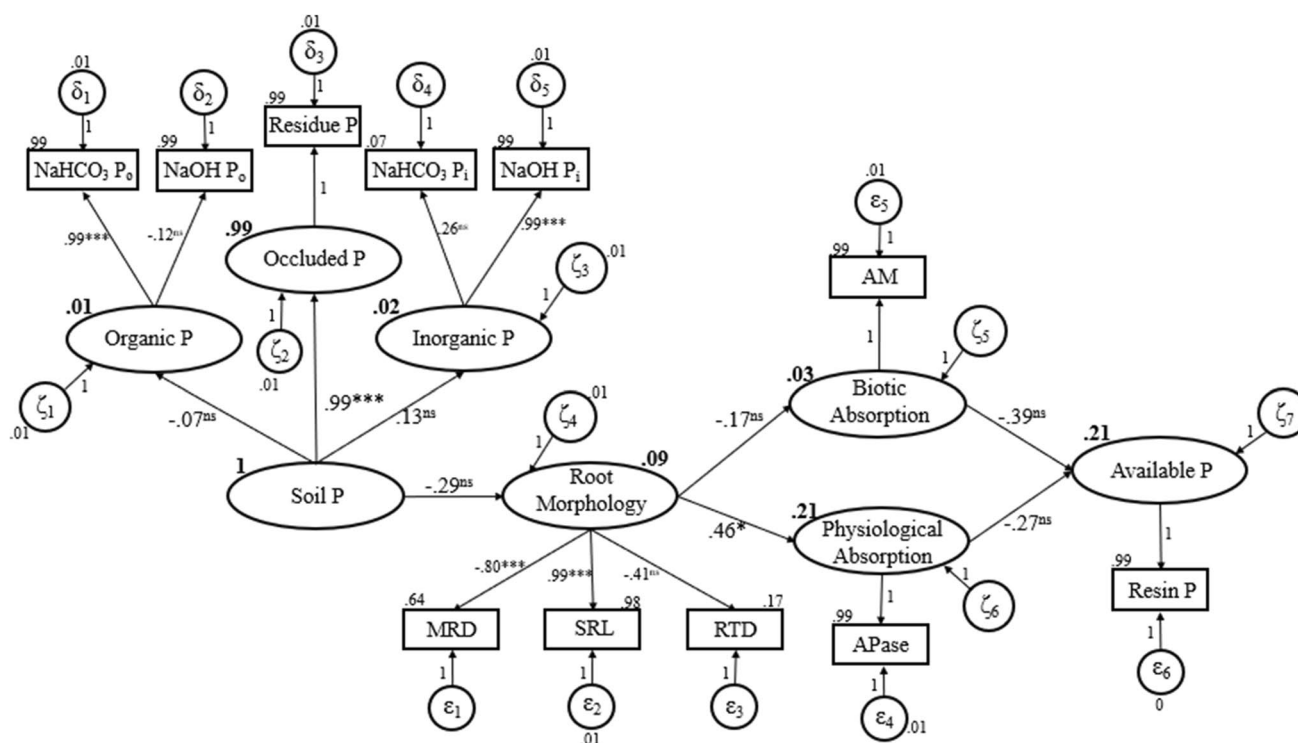 .01
δ3
1
.99
Residue P
.01
δ1
1
.99
NaHCO3 Po
δ2
1
.99
NaOH Po
δ4
1
.07
NaHCO3 Pi
.01
δ5
1
.99
NaOH Pi
.99***
-.12ns
1
.26ns
.99***
.99
Occluded P
1
ζ2
.01
.01
Organic P
1
ζ1
.01
.02
Inorganic P
1
ζ3
.01
-.07ns
.99***
.13ns
1
Soil P
-.29ns
.01
ζ4
1
.09
Root
Morphology
-.80***
.99***
-.41ns
.64
MRD
1
ε1
.98
SRL
1
ε2
.01
.17
RTD
1
ε3
-.17ns
.46*
.01
ε5
1
.99
AM
1
.03
Biotic
Absorption
1
ζ5
.21
Physiological
Absorption
1
ζ6
1
.99
APase
1
ε4
.01
-.39ns
-.27ns
.21
Available P
1
ζ7
1
.99
Resin P
1
ε6
0